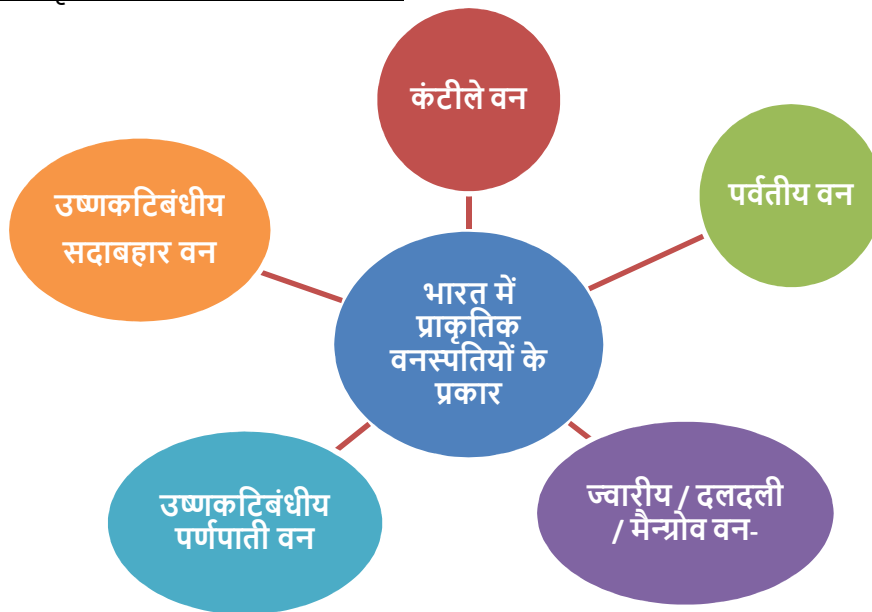 कंटीले वन
पर्वतीय वन
उष्णकटिबंधीय
सदाबहार वन
भारत में
प्राकृतिक
वनस्पतियों के
प्रकार
उष्णकटिबंधीय
पर्णपाती वन
ज्वारीय / दलदली
/ मैन्ग्रोव वन-